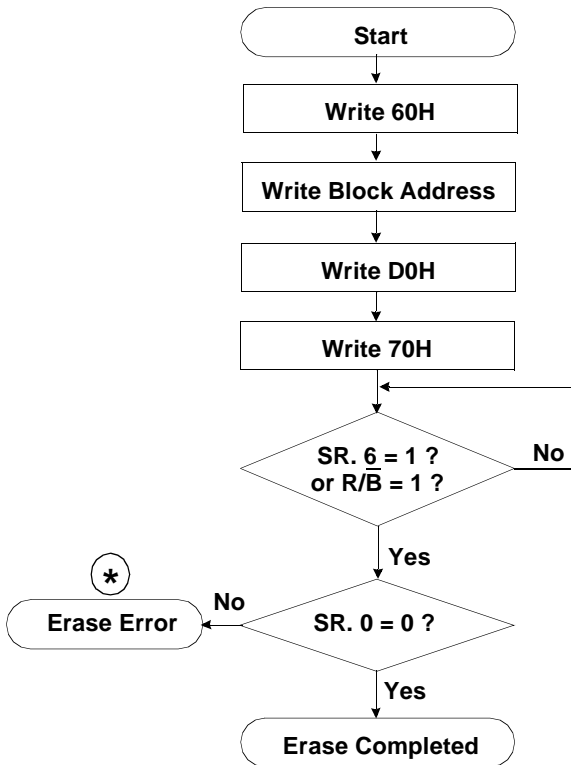 Start
Write 60H
Write Block Address
Write D0H
Write 70H
SR. 6 = 1 ?
or R/B̅ = 1 ?
No
Yes
*
No
Erase Error
SR. 0 = 0 ?
Yes
Erase Completed